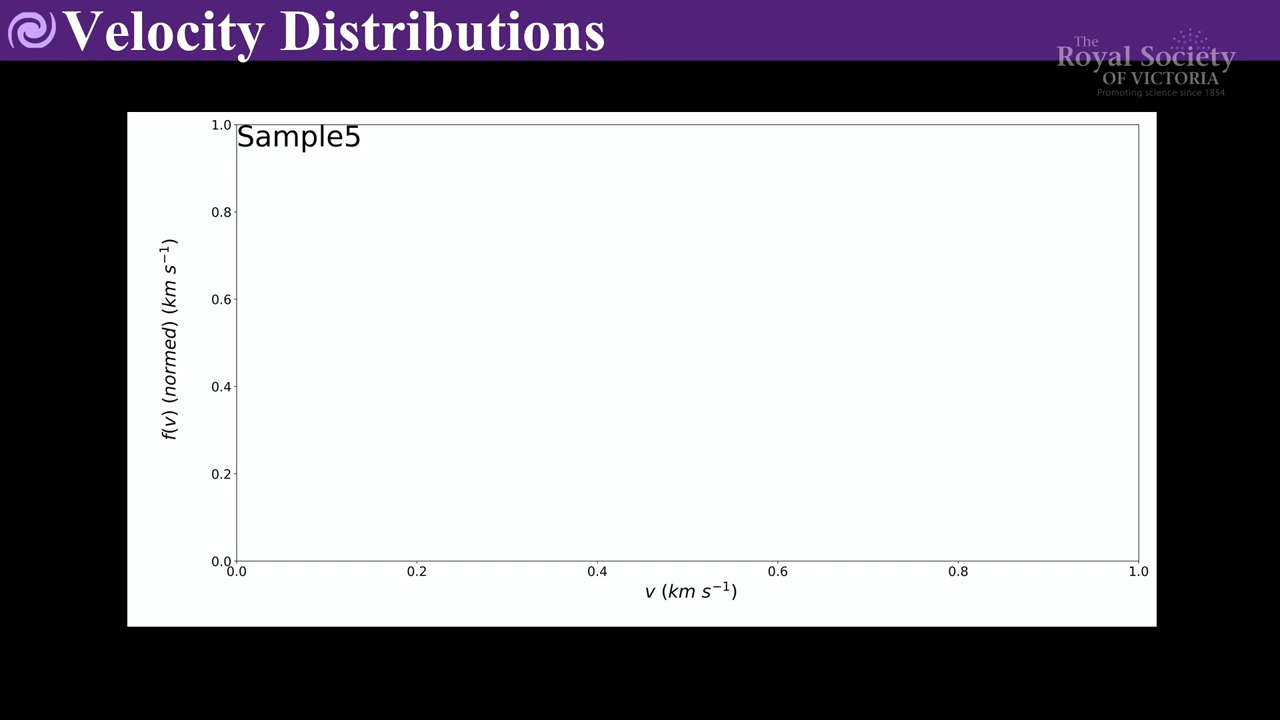 Velocity Distributions
The
Royal Society
OF VICTORIA
Promoting science since 1854
Sample5
1.0
0.8
0.6
0.4
0.2
0.0
f(v) (normed) (km s⁻¹)
0.0 0.2 0.4 0.6 0.8 1.0
v (km s⁻¹)